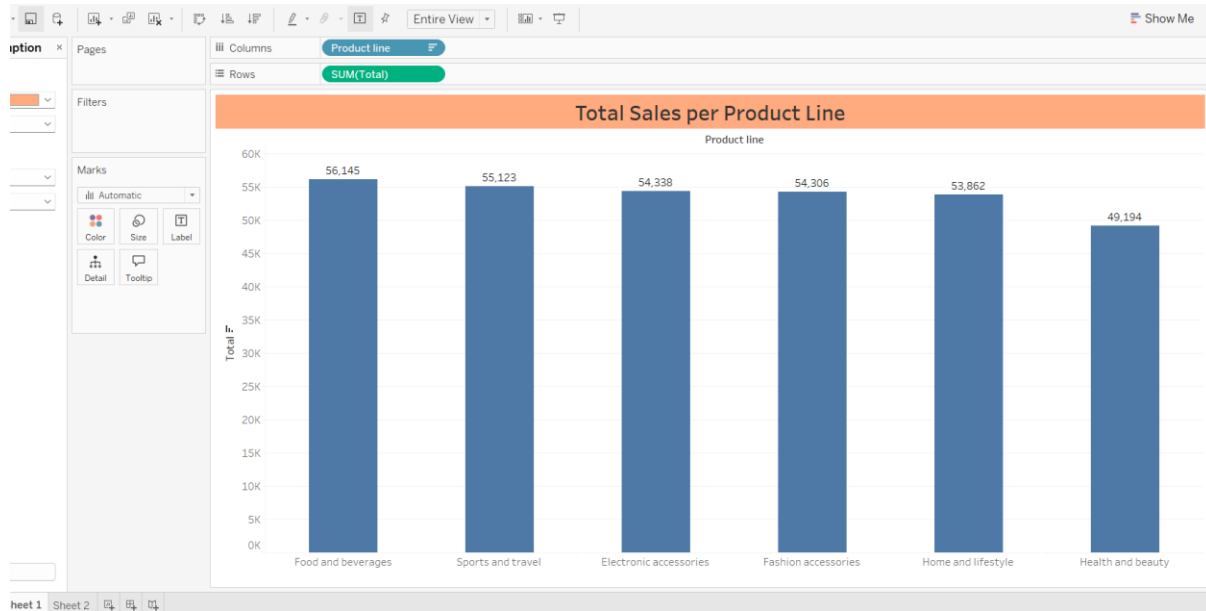 Entire View
Show Me
ption × Pages
Columns
Product line
Rows
SUM(Total)
Filters
Marks
Automatic
Color
Size
Label
Detail
Tooltip
Total Sales per Product Line
Product line
Total
60K
55K
50K
45K
40K
35K
30K
25K
20K
15K
10K
5K
0K
56,145
55,123
54,338
54,306
53,862
49,194
Food and beverages
Sports and travel
Electronic accessories
Fashion accessories
Home and lifestyle
Health and beauty
heet 1
Sheet 2